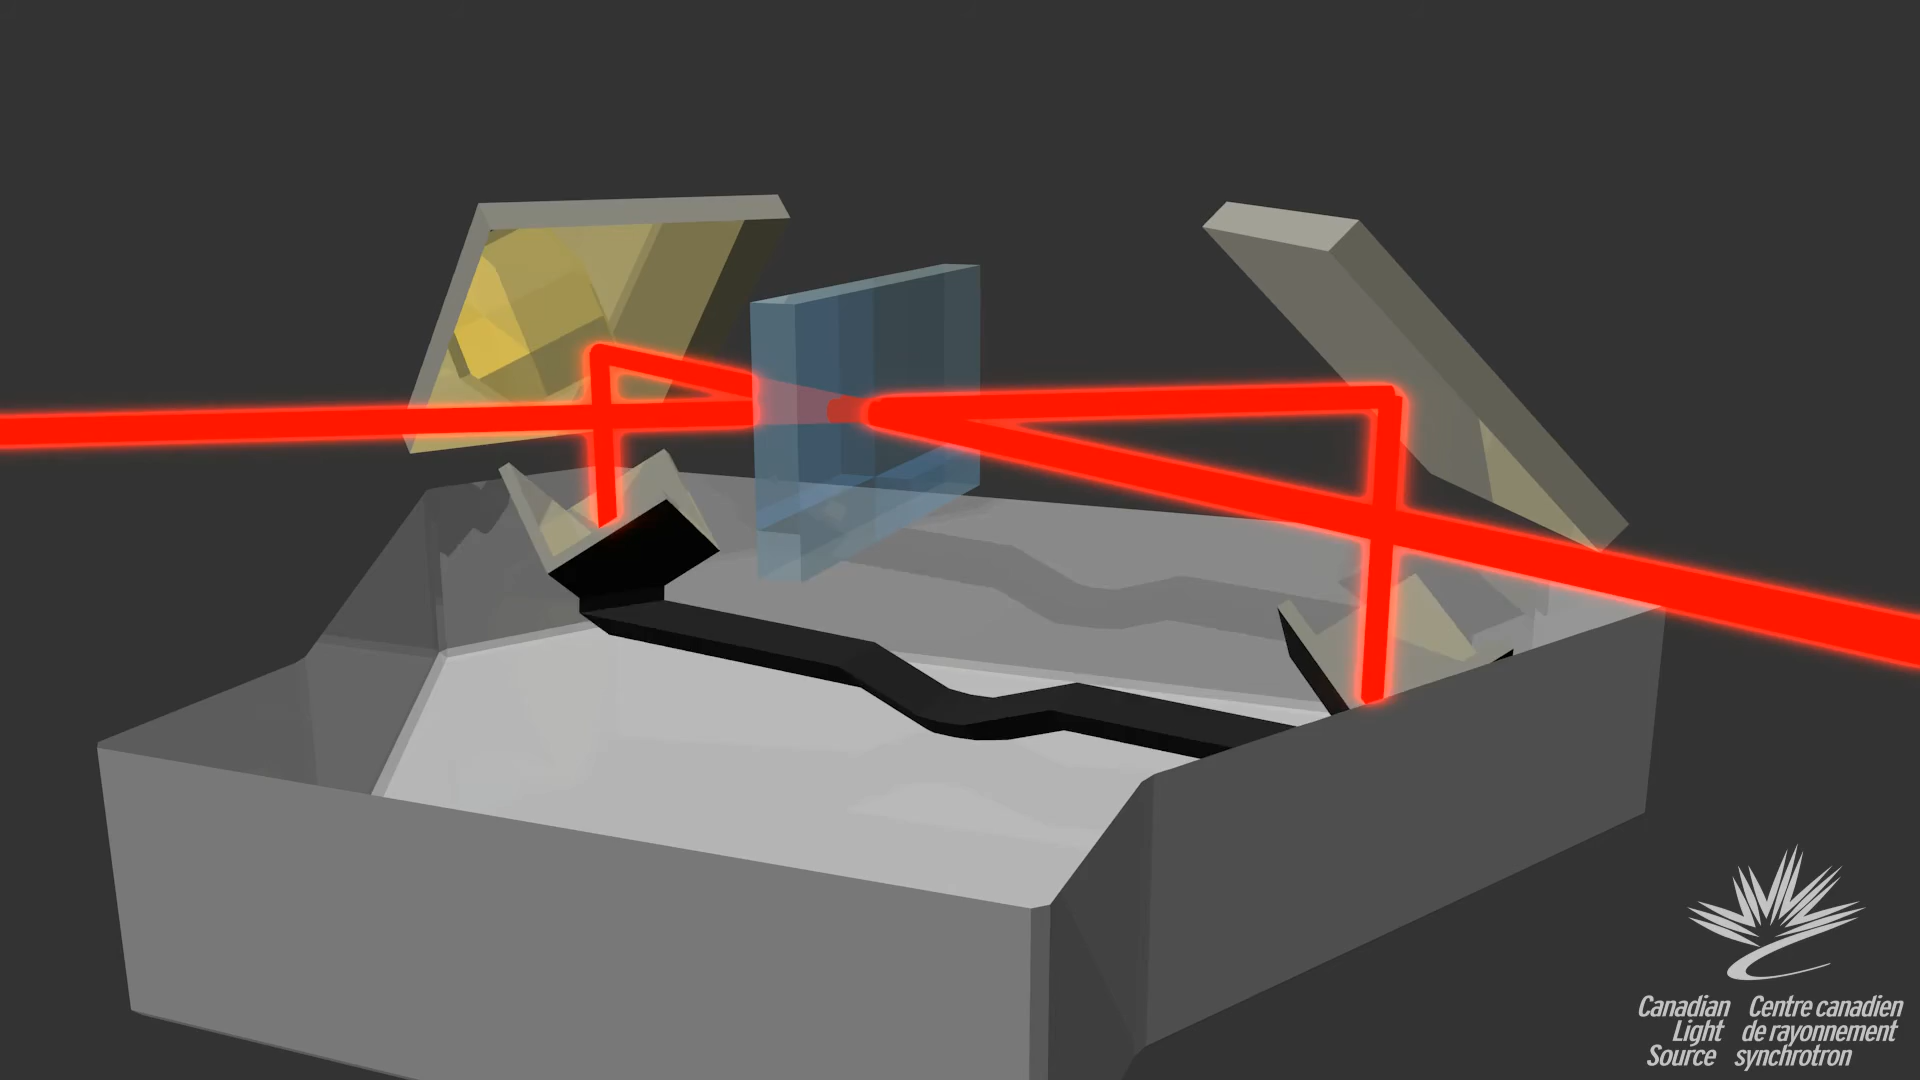 Canadian
Light
Source
Centre canadien
de rayonnement
synchrotron